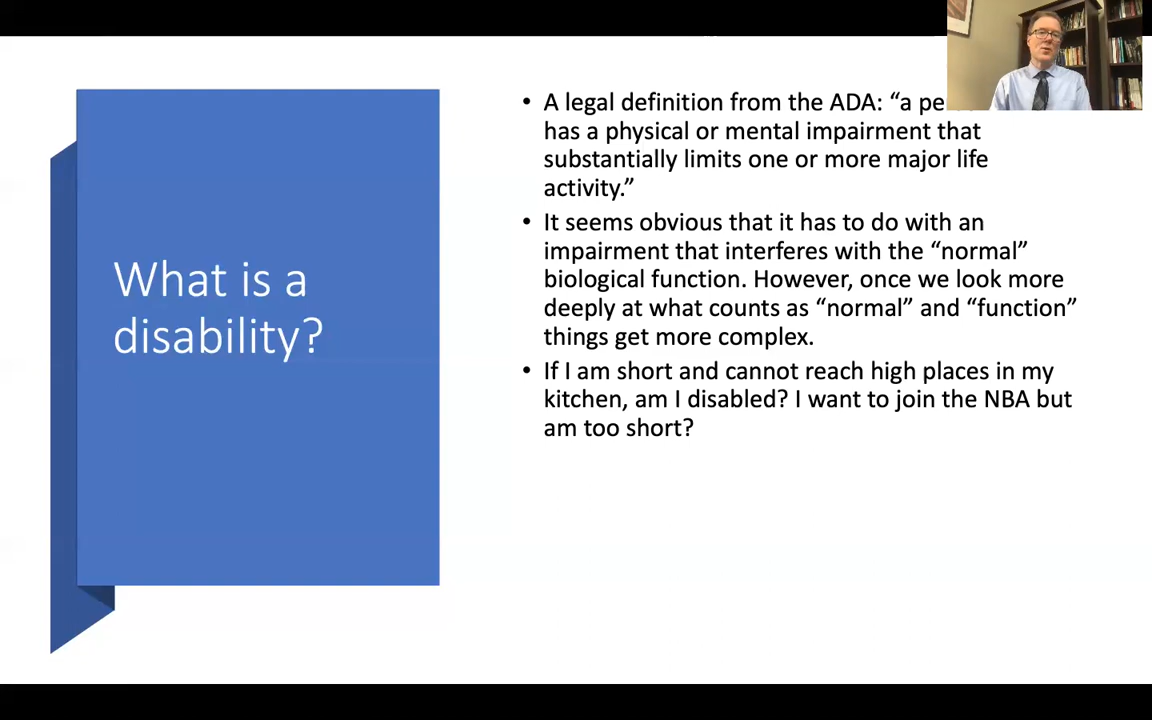 What is a
disability?
• A legal definition from the ADA: “a
has a physical or mental impairment that
substantially limits one or more major life
activity.”
• It seems obvious that it has to do with an
impairment that interferes with the “normal”
biological function. However, once we look more
deeply at what counts as “normal” and “function”
things get more complex.
• If I am short and cannot reach high places in my
kitchen, am I disabled? I want to join the NBA but
am too short?